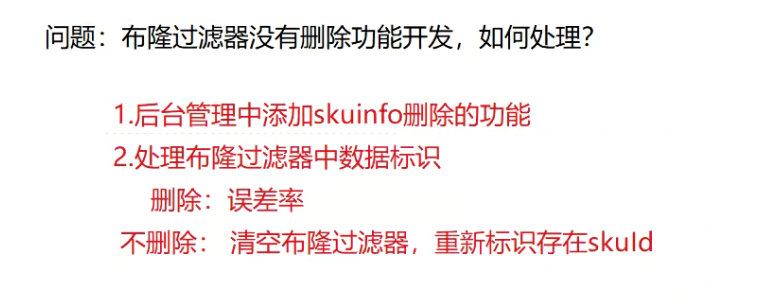 问题：布隆过滤器没有删除功能开发，如何处理？
1.后台管理中添加skuinfo删除的功能
2.处理布隆过滤器中数据标识
删除：误差率
不删除： 清空布隆过滤器，重新标识存在skuId